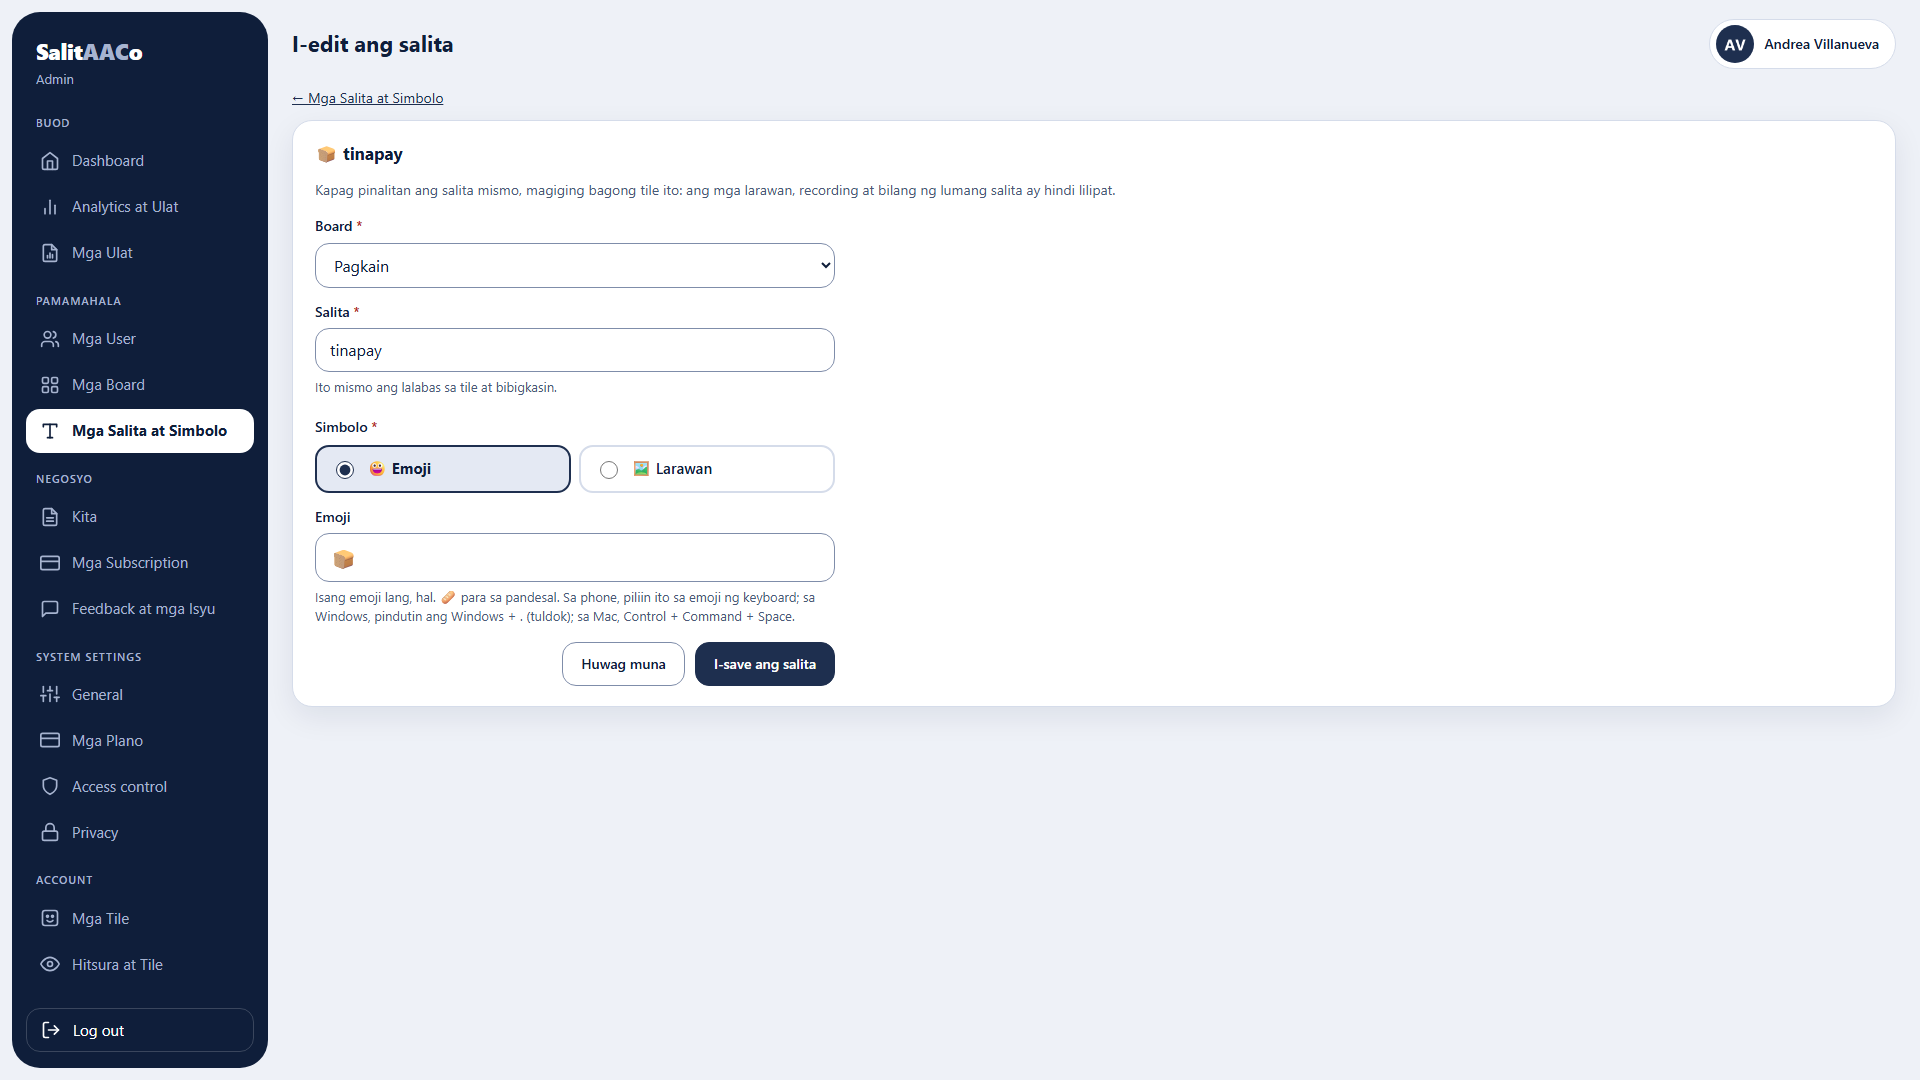 SalitAACo
Admin
BUOD
Dashboard
Analytics at Ulat
Mga Ulat
PAMAMAHALA
Mga User
Mga Board
Mga Salita at Simbolo
NEGOSYO
Kita
Mga Subscription
Feedback at mga Isyu
SYSTEM SETTINGS
General
Mga Plano
Access control
Privacy
ACCOUNT
Mga Tile
Hitsura at Tile
Log out
I-edit ang salita
AV Andrea Villanueva
← Mga Salita at Simbolo
📦 tinapay
Kapag pinalitan ang salita mismo, magiging bagong tile ito: ang mga larawan, recording at bilang ng lumang salita ay hindi lilipat.
Board *
Pagkain
Salita *
tinapay
Ito mismo ang lalabas sa tile at bibigkasin.
Simbolo *
😀 Emoji
🖼️ Larawan
Emoji
📦
Isang emoji lang, hal. 🥖 para sa pandesal. Sa phone, piliin ito sa emoji ng keyboard; sa
Windows, pindutin ang Windows + . (tuldok); sa Mac, Control + Command + Space.
Huwag muna
I-save ang salita